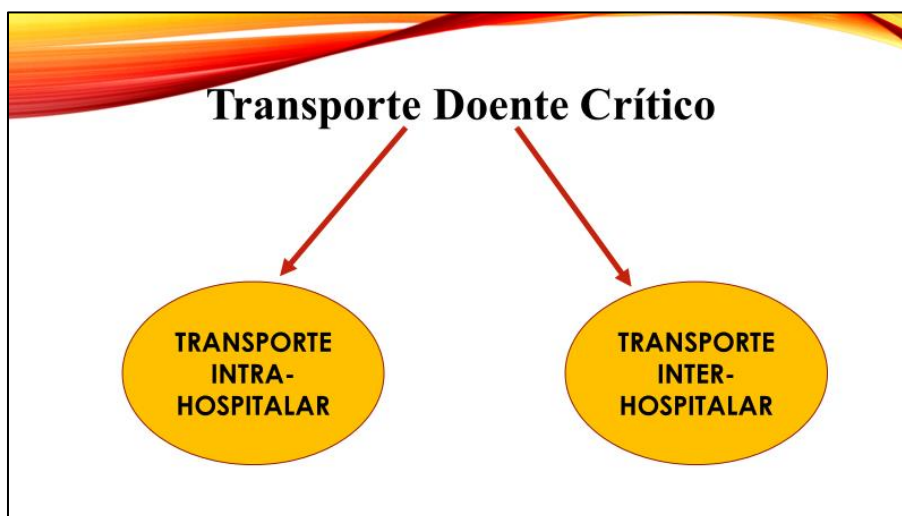 Transporte Doente Crítico
TRANSPORTE
INTRA-
HOSPITALAR
TRANSPORTE
INTER-
HOSPITALAR